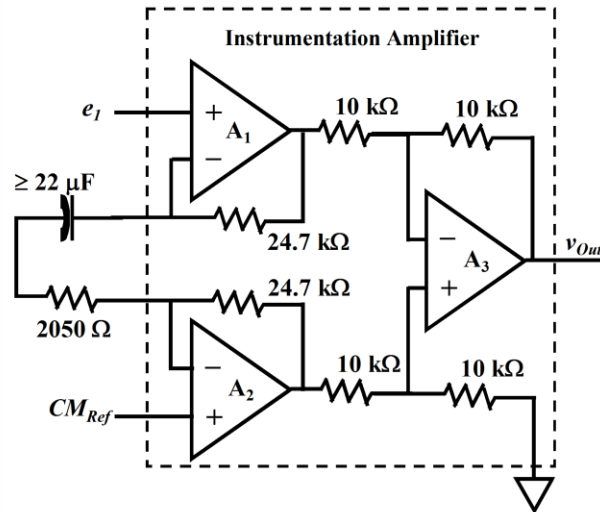 Instrumentation Amplifier
10 kΩ
10 kΩ
e1
+
A1
−
≥ 22 μF
24.7 kΩ
vOut
−
A3
+
24.7 kΩ
2050 Ω
−
A2
+
10 kΩ
10 kΩ
CMRef